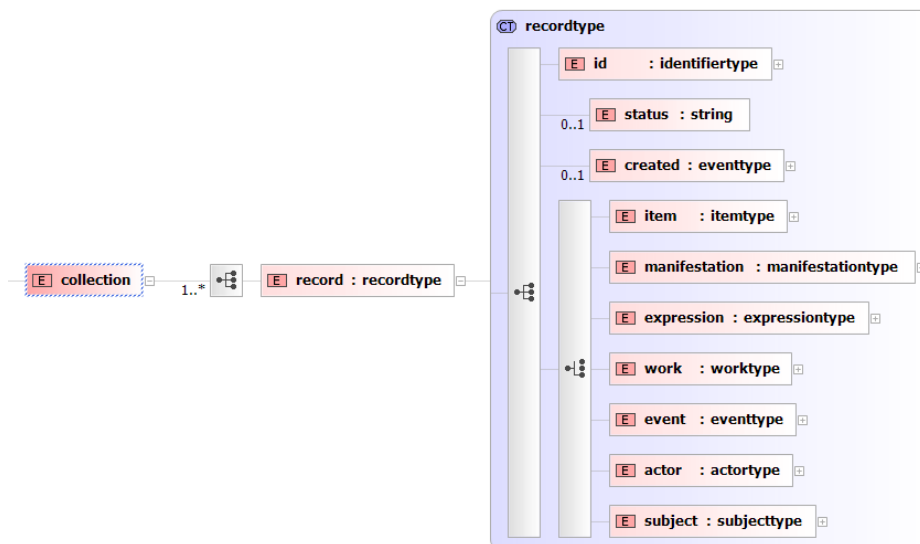 CT recordtype
E id : identifiertype
0..1 E status : string
0..1 E created : eventtype
E item : itemtype
E collection
1..*
E record : recordtype
E manifestation : manifestationtype
E expression : expressiontype
E work : worktype
E event : eventtype
E actor : actortype
E subject : subjecttype